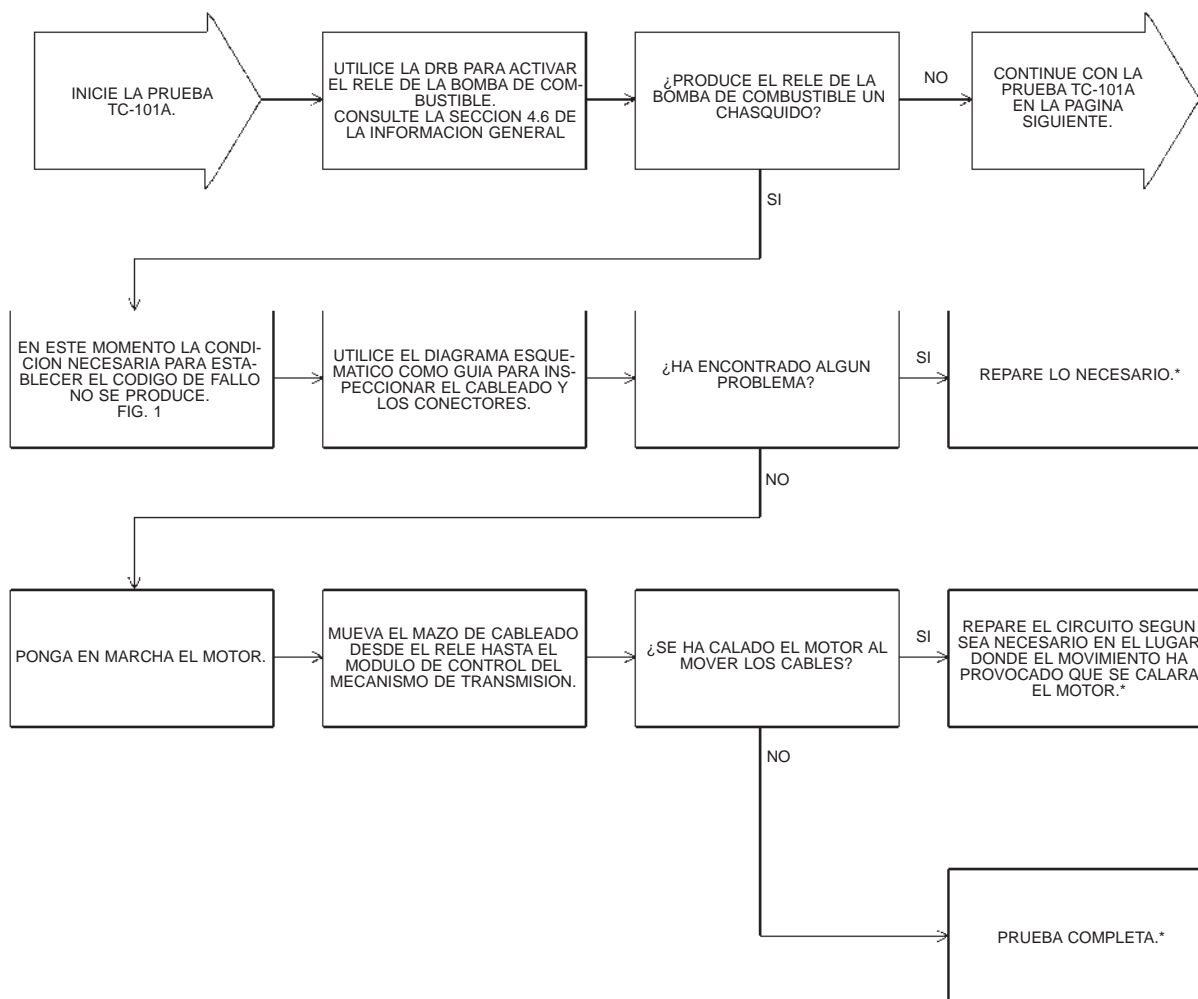 INICIE LA PRUEBA
TC-101A.
UTILICE LA DRB PARA ACTIVAR
EL RELE DE LA BOMBA DE COM-
BUSTIBLE.
CONSULTE LA SECCION 4.6 DE
LA INFORMACION GENERAL
¿PRODUCE EL RELE DE LA
BOMBA DE COMBUSTIBLE UN
CHASQUIDO?
NO
CONTINUE CON LA
PRUEBA TC-101A
EN LA PAGINA
SIGUIENTE.
SI
EN ESTE MOMENTO LA CONDI-
CION NECESARIA PARA ESTA-
BLECER EL CODIGO DE FALLO
NO SE PRODUCE.
FIG. 1
UTILICE EL DIAGRAMA ESQUE-
MATICO COMO GUIA PARA INS-
PECCIONAR EL CABLEADO Y
LOS CONECTORES.
¿HA ENCONTRADO ALGUN
PROBLEMA?
SI
REPARE LO NECESARIO.*
NO
PONGA EN MARCHA EL MOTOR.
MUEVA EL MAZO DE CABLEADO
DESDE EL RELE HASTA EL
MODULO DE CONTROL DEL
MECANISMO DE TRANSMISION.
¿SE HA CALADO EL MOTOR AL
MOVER LOS CABLES?
SI
REPARE EL CIRCUITO SEGUN
SEA NECESARIO EN EL LUGAR
DONDE EL MOVIMIENTO HA
PROVOCADO QUE SE CALARA
EL MOTOR.*
NO
PRUEBA COMPLETA.*